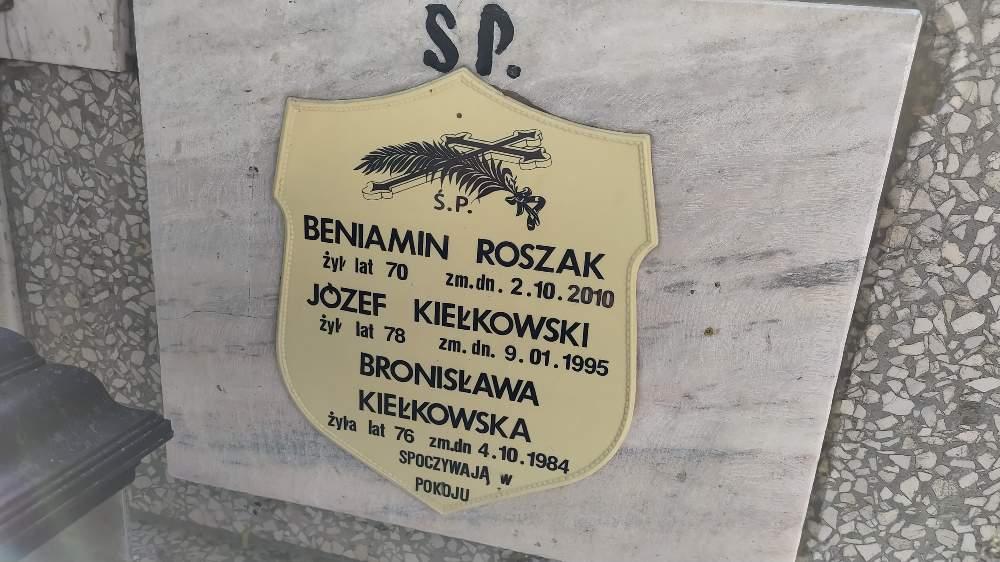 SP.
Ś.P.
BENIAMIN ROSZAK
żył lat 70 zm.dn. 2.10.2010
JÓZEF KIEŁKOWSKI
żył lat 78 zm.dn. 9.01.1995
BRONISŁAWA
KIEŁKOWSKA
żyła lat 76 zm.dn 4.10.1984
SPOCZYWAJĄ w
POKOJU